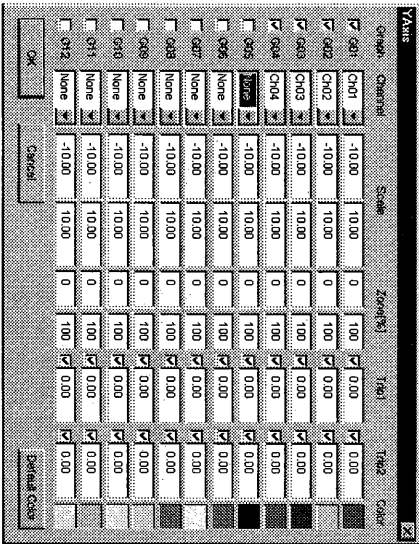 YAxis
Graph Channel Scale Zone[%] Trip1 Trip2 Color
G01 Ch01 -10.00 10.00 0 100 0.00 0.00
G02 Ch02 -10.00 10.00 0 100 0.00 0.00
G03 Ch03 -10.00 10.00 0 100 0.00 0.00
G04 Ch04 -10.00 10.00 0 100 0.00 0.00
G05 None -10.00 10.00 0 100 0.00 0.00
G06 None -10.00 10.00 0 100 0.00 0.00
G07 None -10.00 10.00 0 100 0.00 0.00
G08 None -10.00 10.00 0 100 0.00 0.00
G09 None -10.00 10.00 0 100 0.00 0.00
G10 None -10.00 10.00 0 100 0.00 0.00
G11 None -10.00 10.00 0 100 0.00 0.00
G12 None -10.00 10.00 0 100 0.00 0.00
OK Cancel Default Color